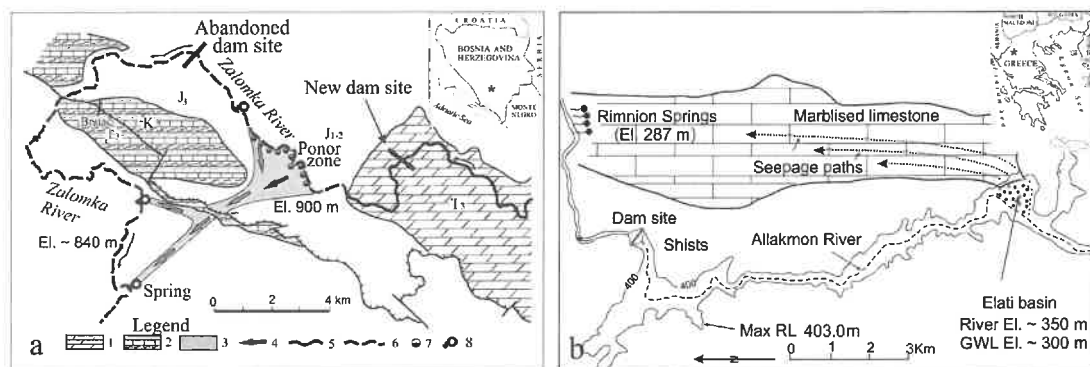 CROATIA
BOSNIA AND
HERZEGOVINA
SERBIA
Adriatic Sea
MONTE
NEGRO
Abandoned
dam site
Zalomka River
J₃
New dam site
K
J₁,₂
Ponor
zone
T₃
Zalomka
River
El. 900 m
El. ~ 840 m
Spring
0 2 4 km
Legend
a
1 2 3 4 5 6 7 8
GREECE
Rimnion Springs
(El. 287 m)
Marblised limestone
Seepage paths
Dam site
Shists
Allakmon River
400
400
Elati basin
River El. ~ 350 m
GWL El. ~ 300 m
Max RL 403.0m
b
N
0 1 2 3Km